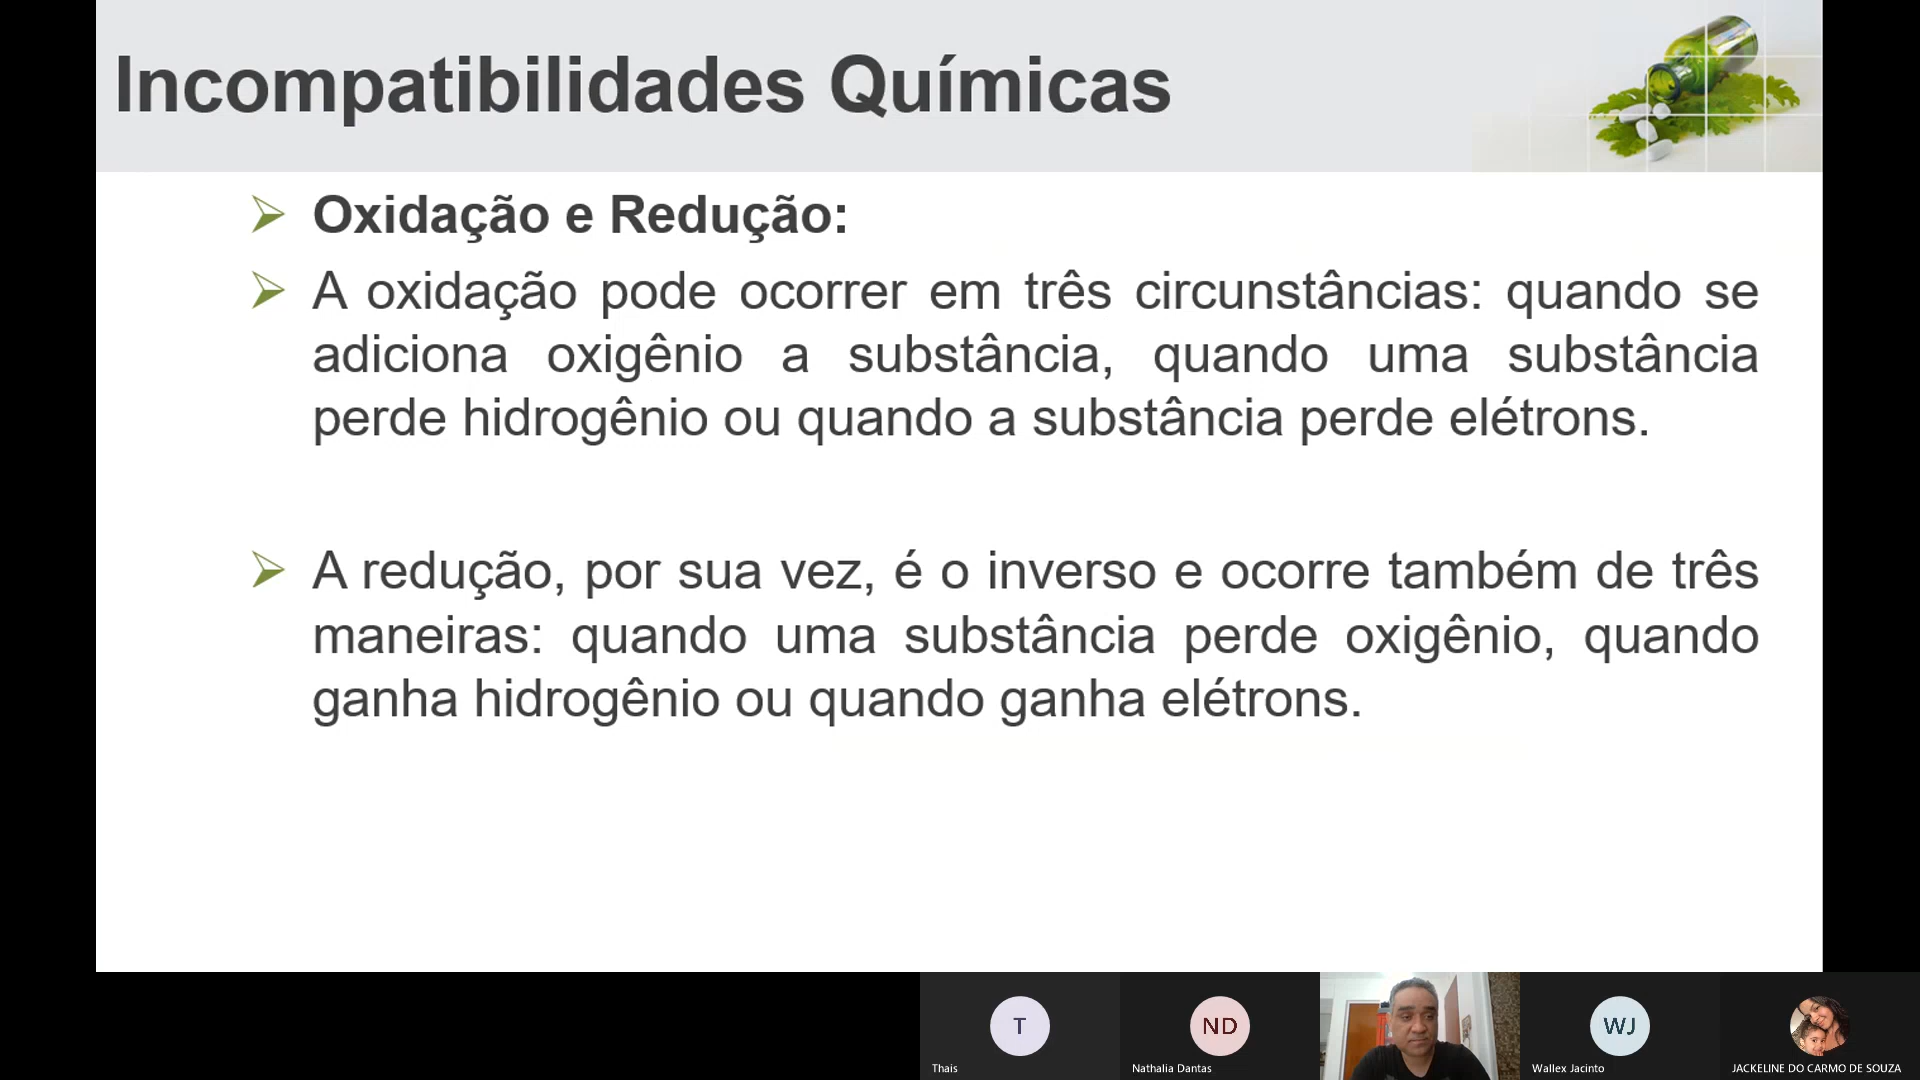 Incompatibilidades Químicas
Oxidação e Redução:
A oxidação pode ocorrer em três circunstâncias: quando se
adiciona oxigênio a substância, quando uma substância
perde hidrogênio ou quando a substância perde elétrons.
A redução, por sua vez, é o inverso e ocorre também de três
maneiras: quando uma substância perde oxigênio, quando
ganha hidrogênio ou quando ganha elétrons.
T
ND
WJ
Thais
Nathalia Dantas
Wallex Jacinto
JACKELINE DO CARMO DE SOUZA